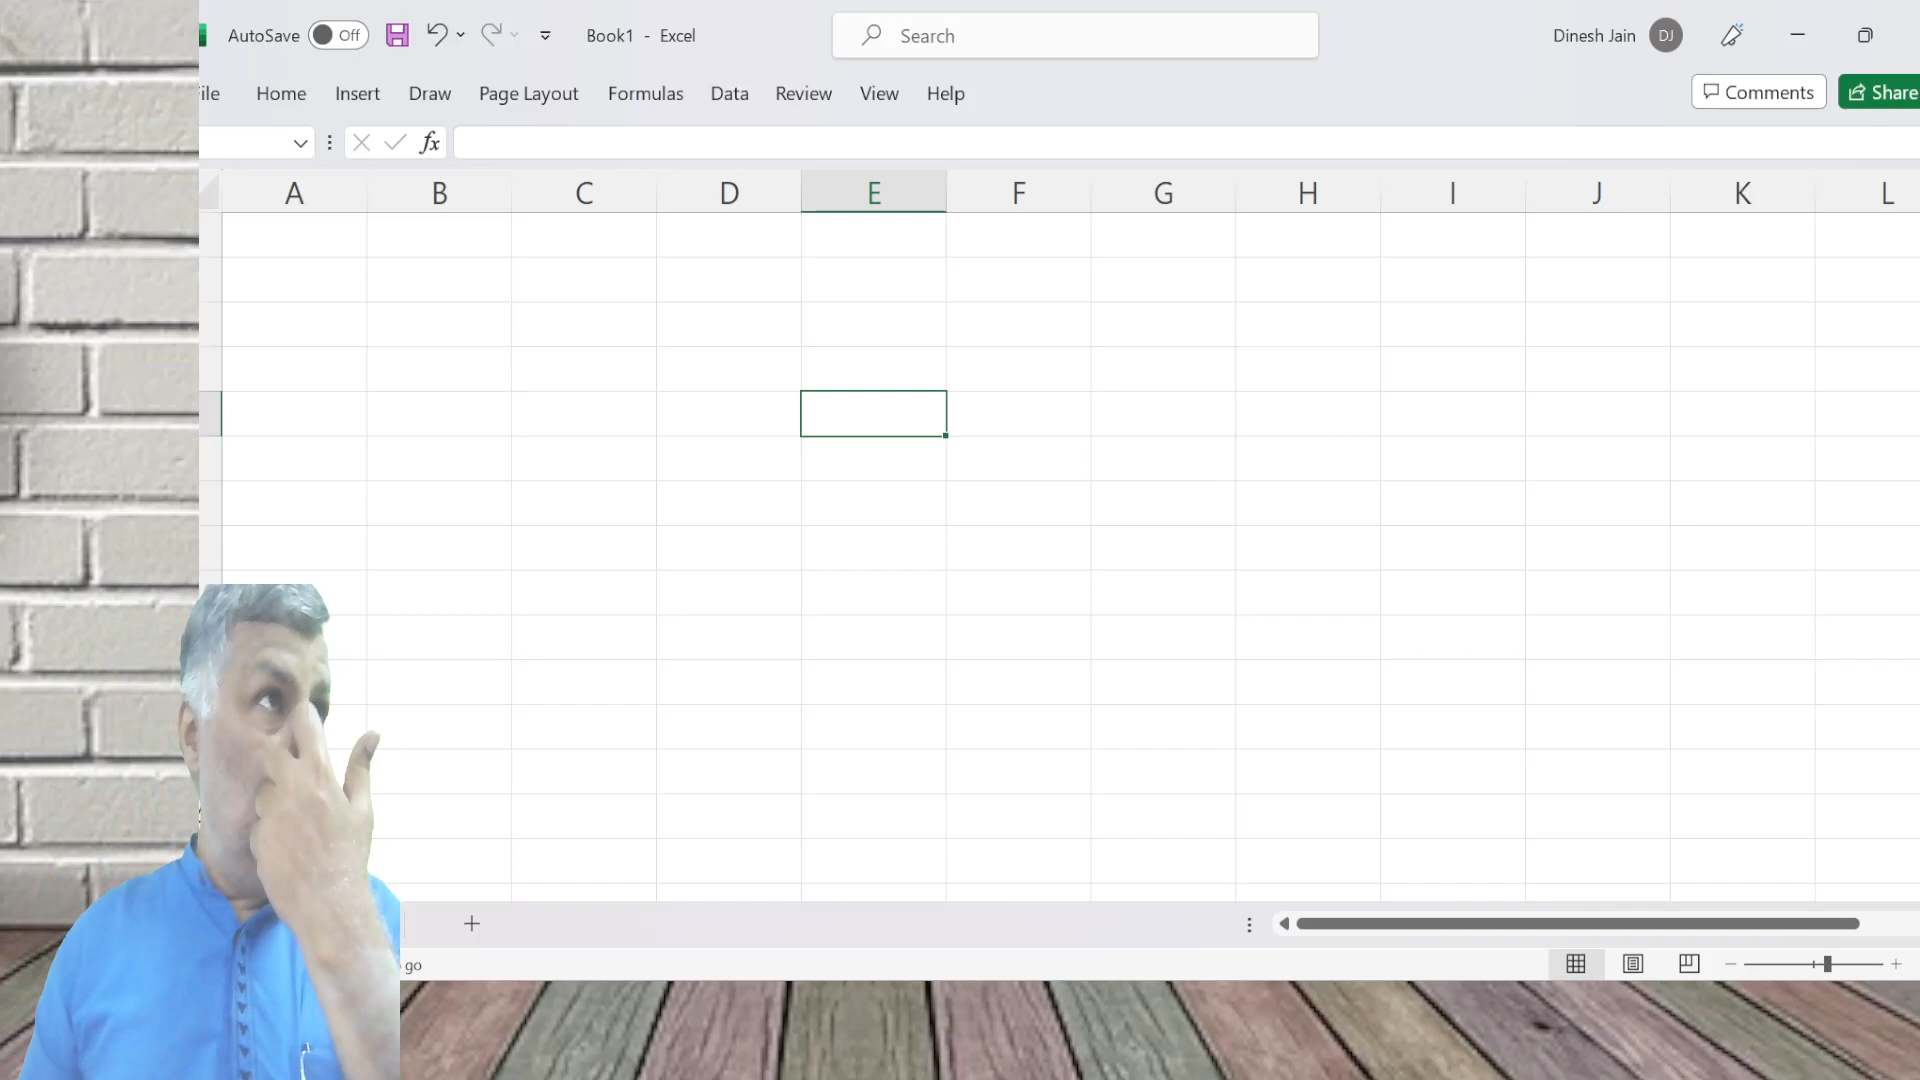 AutoSave Off Book1 - Excel Search Dinesh Jain DJ
ile Home Insert Draw Page Layout Formulas Data Review View Help Comments Share
fx
A B C D E F G H I J K L
go